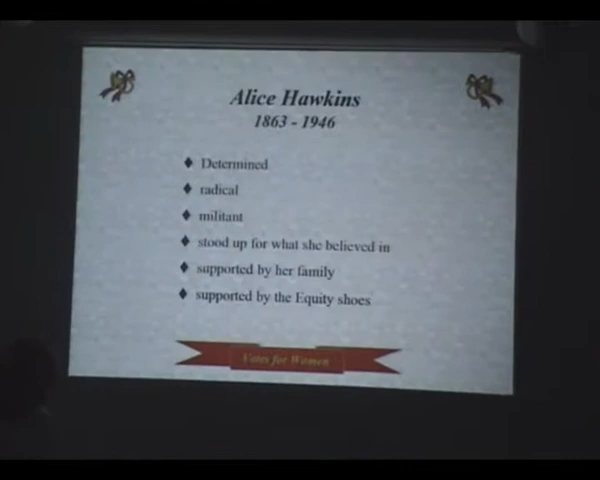 Alice Hawkins
1863 - 1946
Determined
radical
militant
stood up for what she believed in
supported by her family
supported by the Equity shoes
Votes for Women